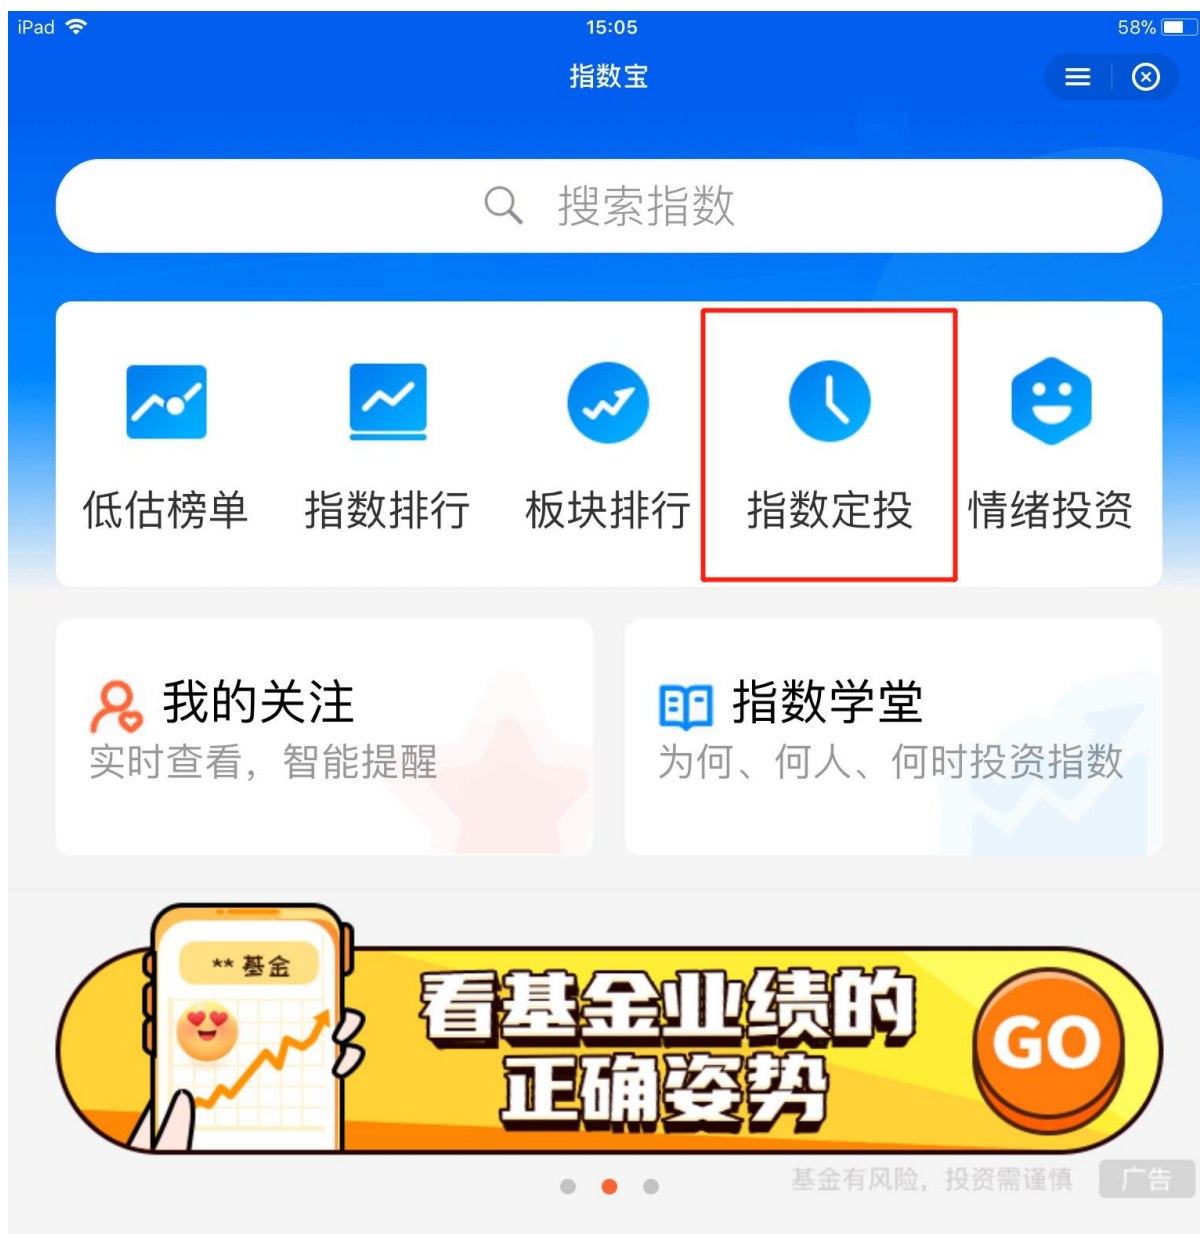 iPad 15:05 58%
指数宝
搜索指数
低估榜单 指数排行 板块排行 指数定投 情绪投资
我的关注 指数学堂
实时查看，智能提醒 为何、何人、何时投资指数
** 基金
看基金业绩的
正确姿势
GO
基金有风险，投资需谨慎 广告